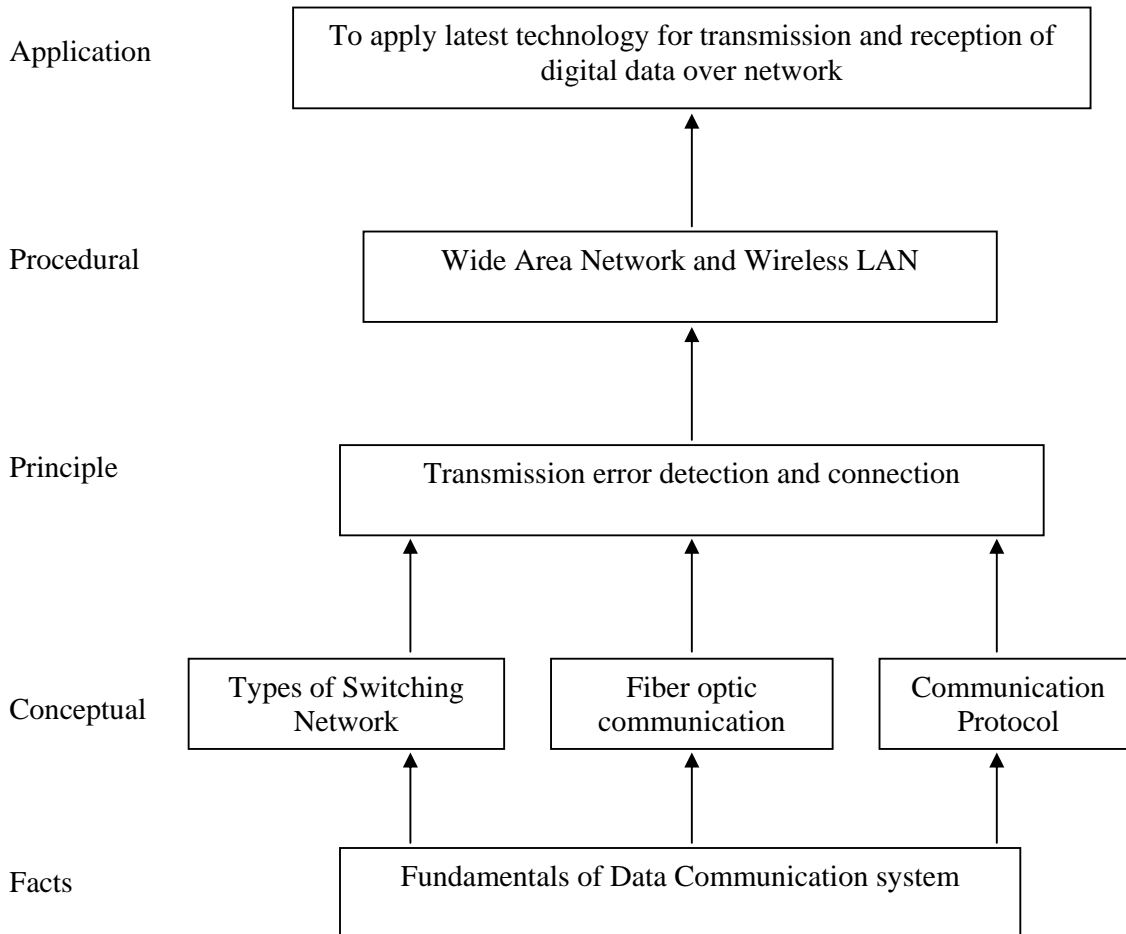 Application
To apply latest technology for transmission and reception of
digital data over network
Procedural
Wide Area Network and Wireless LAN
Principle
Transmission error detection and connection
Conceptual
Types of Switching
Network
Fiber optic
communication
Communication
Protocol
Facts
Fundamentals of Data Communication system